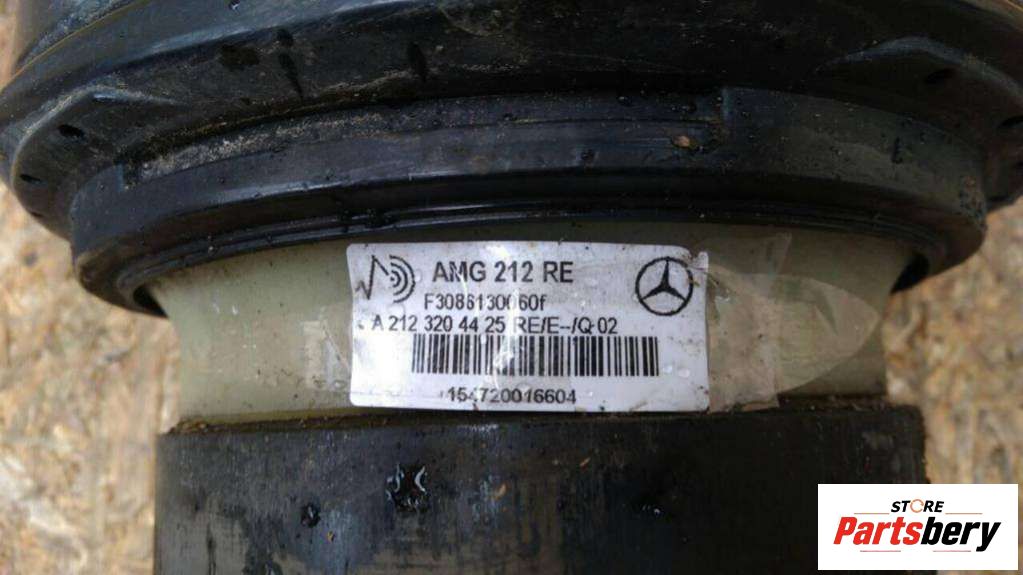 AMG 212 RE
F3086130060f
A 212 320 44 25 RE/E--/Q 02
154720016604
STORE
Partsbery